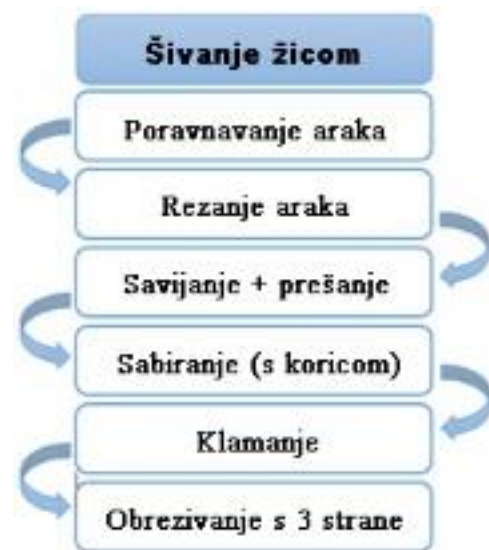 Šivanje žicom
Poravnavanje araka
Rezanje araka
Savijanje + prešanje
Sabiranje (s koricom)
Klamanje
Obrezivanje s 3 strane